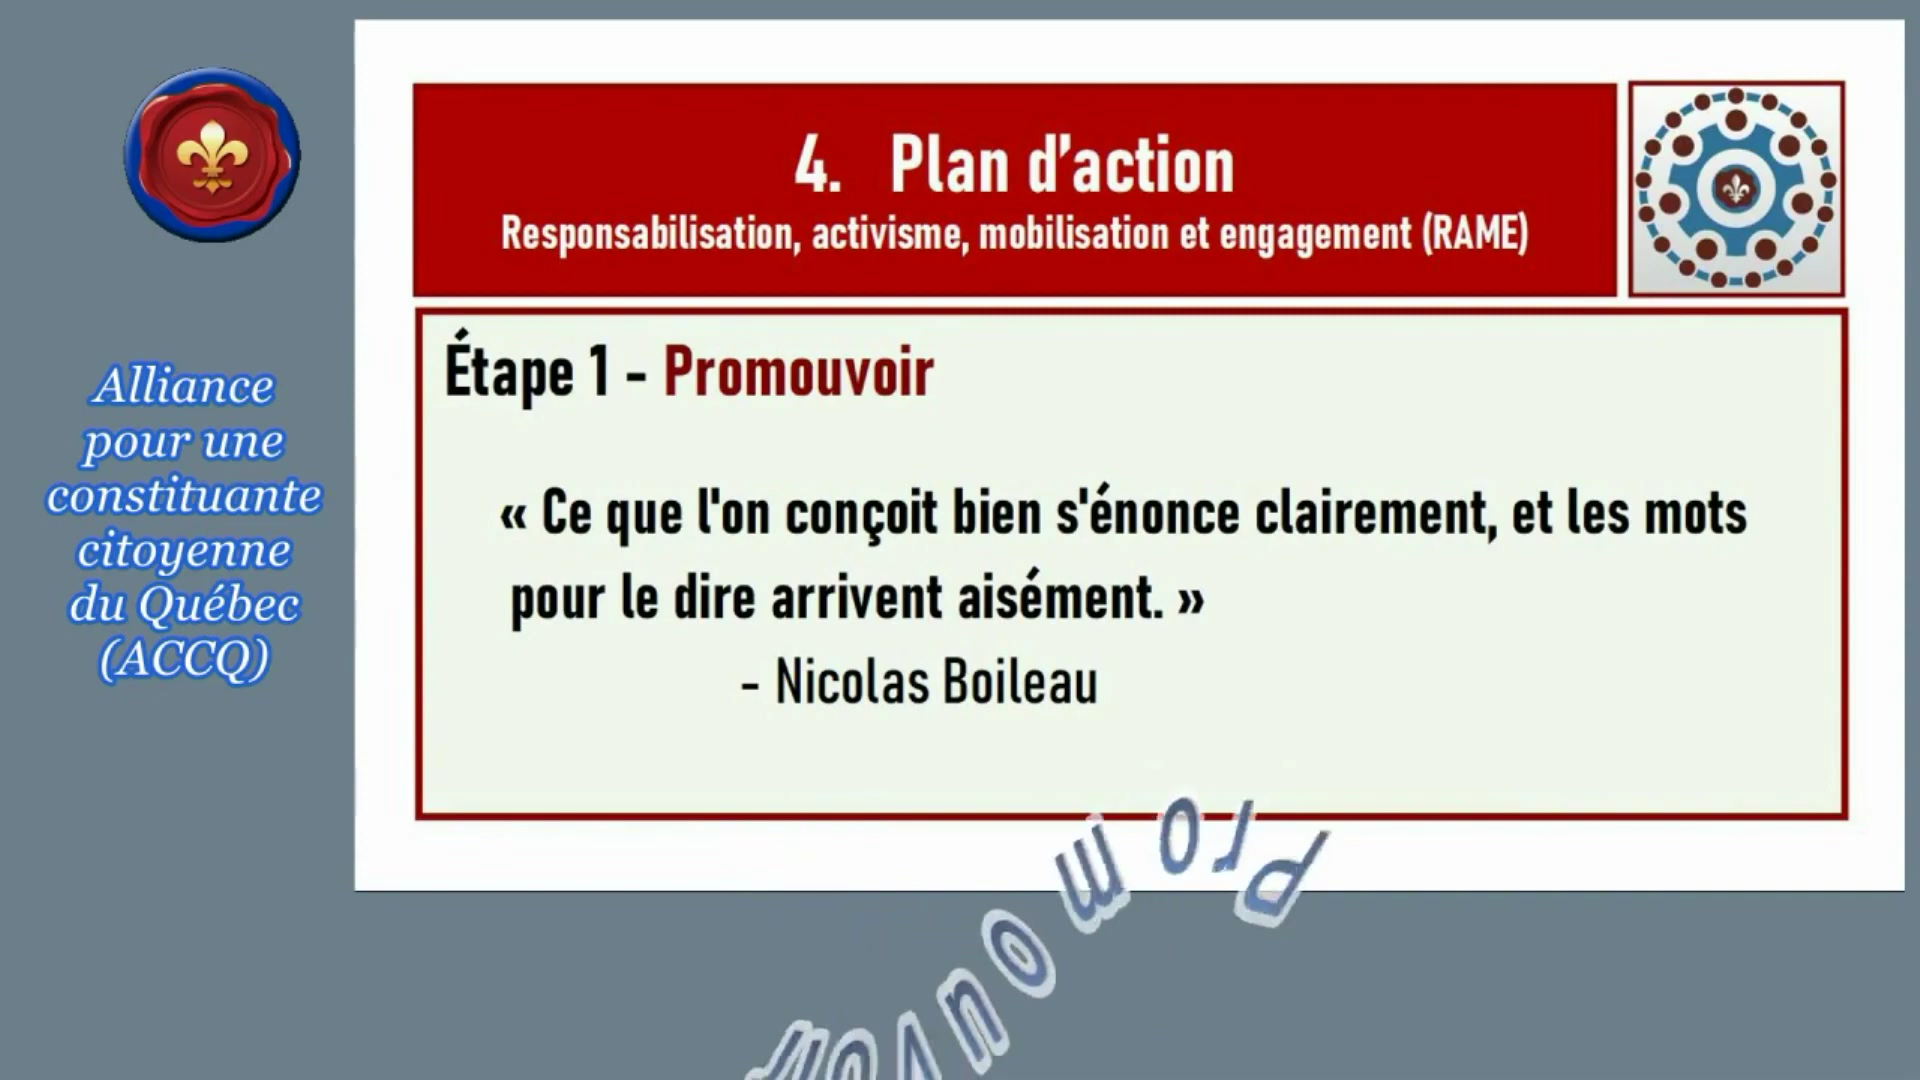 Alliance
pour une
constituante
citoyenne
du Québec
(ACCQ)
4. Plan d’action
Responsabilisation, activisme, mobilisation et engagement (RAME)
Étape 1 - Promouvoir
« Ce que l'on conçoit bien s'énonce clairement, et les mots
pour le dire arrivent aisément. »
- Nicolas Boileau
Promouvoir